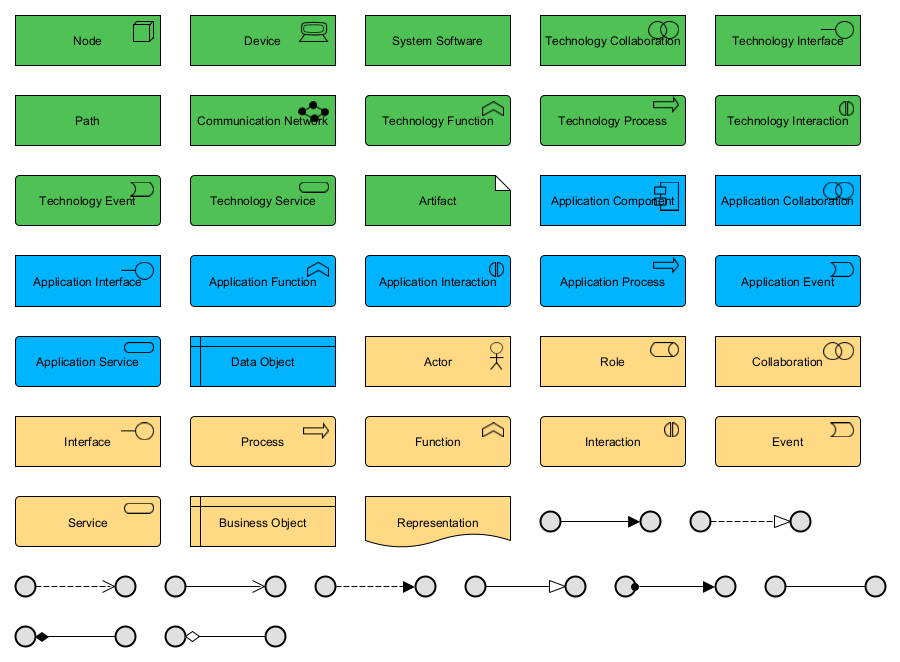 Node
Device
System Software
Technology Collaboration
Technology Interface
Path
Communication Network
Technology Function
Technology Process
Technology Interaction
Technology Event
Technology Service
Artifact
Application Component
Application Collaboration
Application Interface
Application Function
Application Interaction
Application Process
Application Event
Application Service
Data Object
Actor
Role
Collaboration
Interface
Process
Function
Interaction
Event
Service
Business Object
Representation